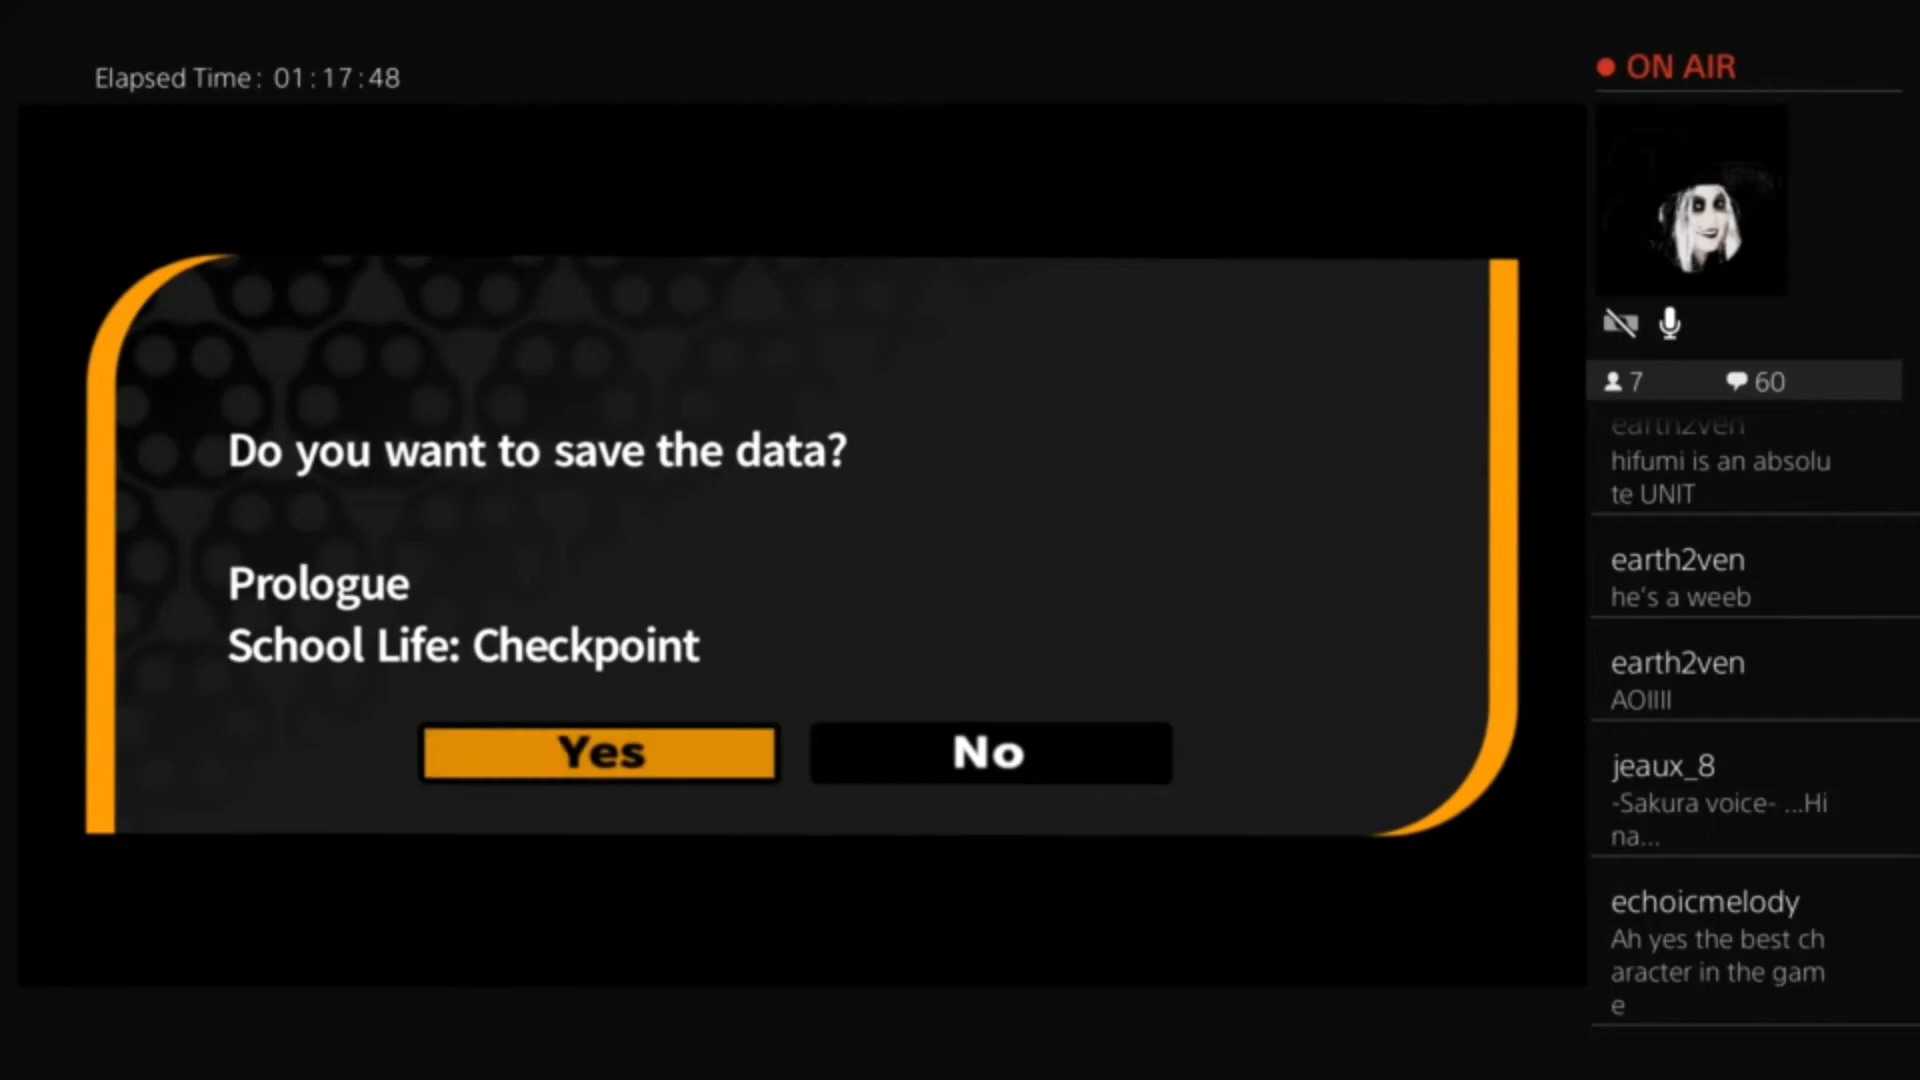 Elapsed Time: 01:17:48
ON AIR
7
60
earth2ven
hifumi is an absolu
te UNIT
earth2ven
he's a weeb
earth2ven
AOIIII
jeaux_8
-Sakura voice- ...Hi
na...
echoicmelody
Ah yes the best ch
aracter in the gam
e
Do you want to save the data?
Prologue
School Life: Checkpoint
Yes
No